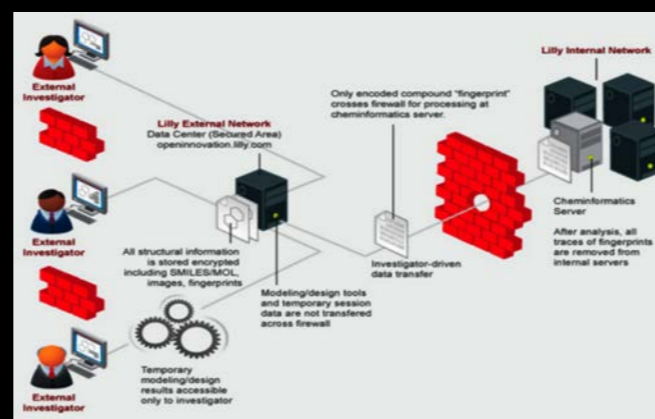 External
Investigator
External
Investigator
External
Investigator
Lilly External Network
Data Center (Secured Area)
openinnovation.lilly.com
All structural information
is stored encrypted
including SMILES/MOL,
images, fingerprints
Modeling/design tools
and temporary session
data are not transfered
across firewall
Temporary
modeling/design
results accessible
only to investigator
Only encoded compound "fingerprint"
crosses firewall for processing at
cheminformatics server.
Investigator-driven
data transfer
Lilly Internal Network
Cheminformatics
Server
After analysis, all
traces of fingerprints
are removed from
internal servers